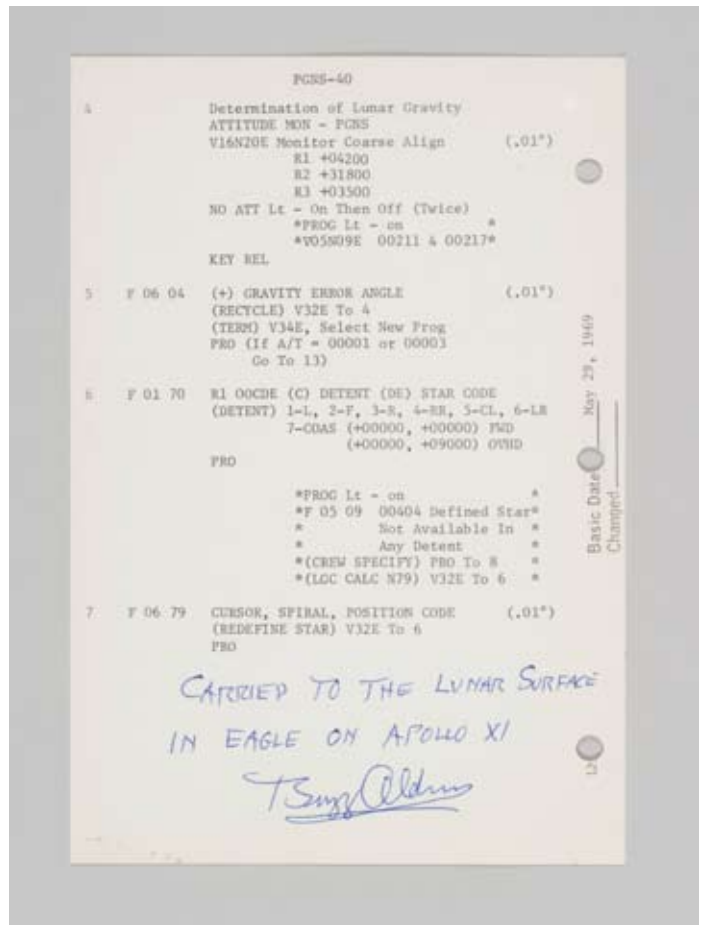 PGNS-40
4 Determination of Lunar Gravity
ATTITUDE MON - PGNS
V16N20E Monitor Coarse Align (.01°)
R1 +04200
R2 +31800
R3 +03500
NO ATT Lt - On Then Off (Twice)
*PROG Lt - on *
*V05N09E 00211 & 00217*
KEY REL
5 F 06 04 (+) GRAVITY ERROR ANGLE (.01°)
(RECYCLE) V32E To 4
(TERM) V34E, Select New Prog
PRO (If A/T = 00001 or 00003
Go To 13)
6 F 01 70 R1 00CDE (C) DETENT (DE) STAR CODE
(DETENT) 1-L, 2-F, 3-R, 4-RR, 5-CL, 6-LR
7-COAS (+00000, +00000) FWD
(+00000, +09000) OVHD
PRO
*PROG Lt - on *
*F 05 09 00404 Defined Star*
* Not Available In *
* Any Detent *
*(CREW SPECIFY) PRO To 8 *
*(LGC CALC N79) V32E To 6 *
7 F 06 79 CURSOR, SPIRAL, POSITION CODE (.01°)
(REDEFINE STAR) V32E To 6
PRO
CARRIED TO THE LUNAR SURFACE
IN EAGLE ON APOLLO XI
Buzz Aldrin
Basic Date May 29, 1969
Changed